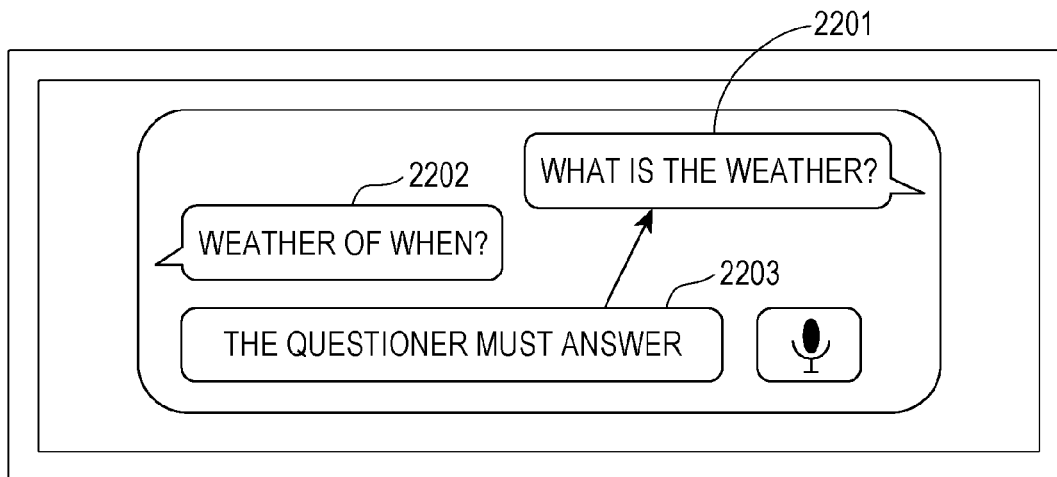 2201
WHAT IS THE WEATHER?
2202
WEATHER OF WHEN?
2203
THE QUESTIONER MUST ANSWER